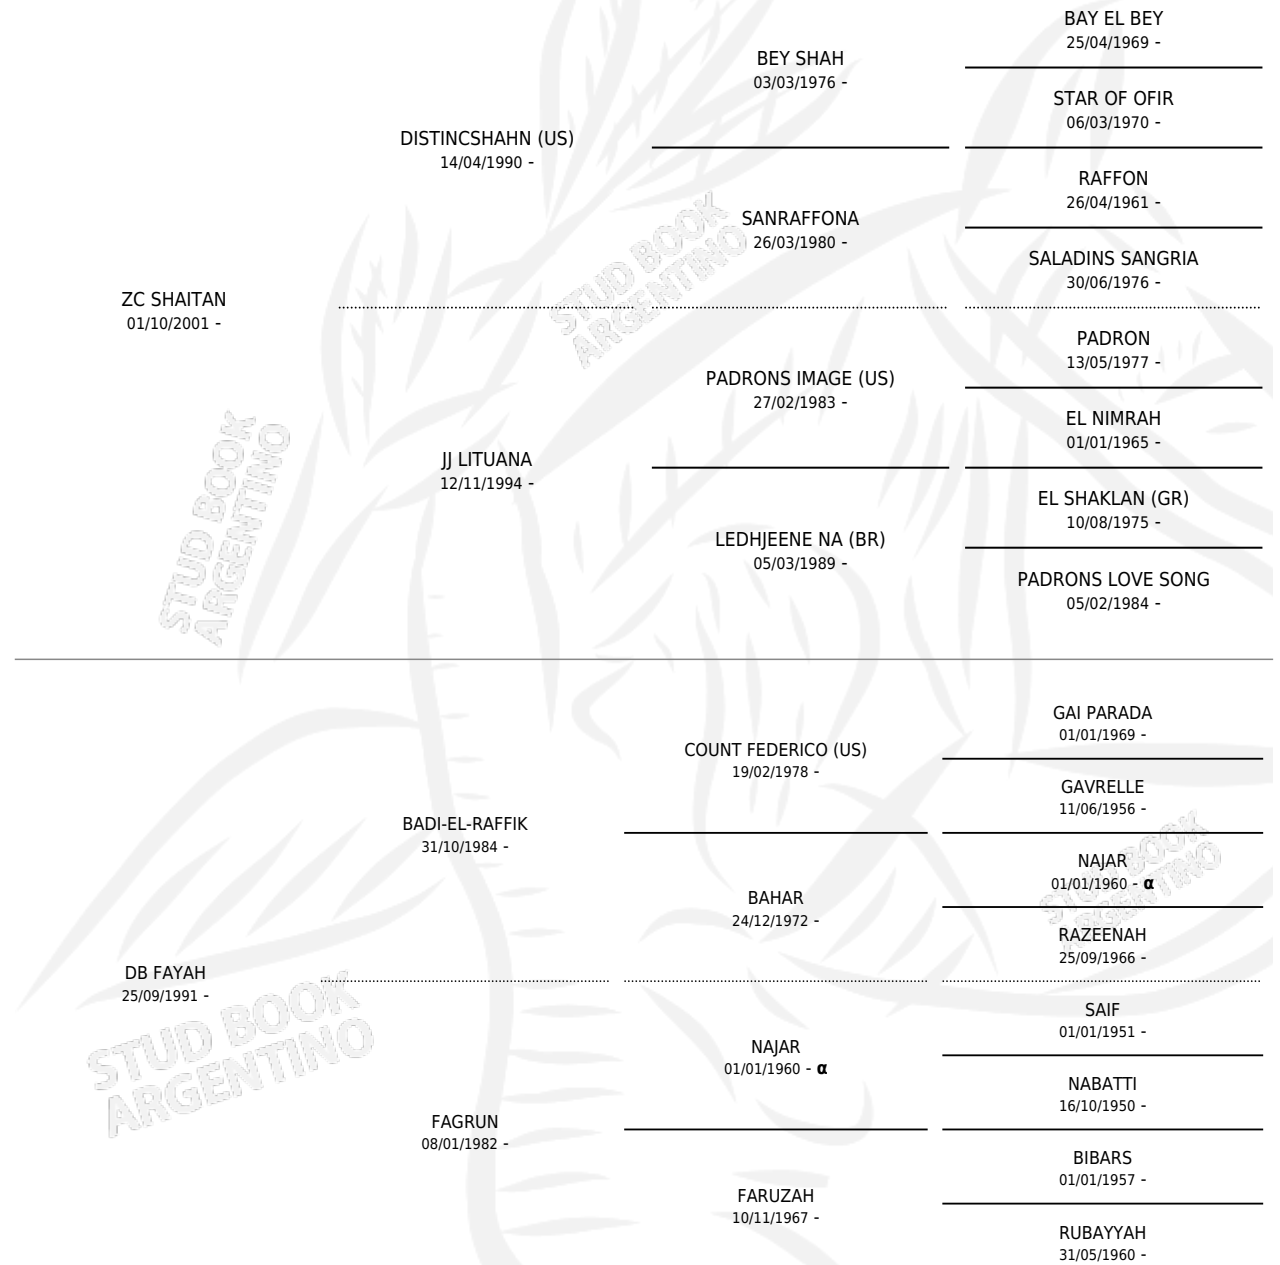 BAY EL BEY
25/04/1969 -
BEY SHAH
03/03/1976 -
STAR OF OFIR
06/03/1970 -
DISTINCSHAHN (US)
14/04/1990 -
RAFFON
26/04/1961 -
SANRAFFONA
26/03/1980 -
SALADINS SANGRIA
30/06/1976 -
ZC SHAITAN
01/10/2001 -
PADRON
13/05/1977 -
PADRONS IMAGE (US)
27/02/1983 -
EL NIMRAH
01/01/1965 -
JJ LITUANA
12/11/1994 -
EL SHAKLAN (GR)
10/08/1975 -
LEDHJEENE NA (BR)
05/03/1989 -
PADRONS LOVE SONG
05/02/1984 -
GAI PARADA
01/01/1969 -
COUNT FEDERICO (US)
19/02/1978 -
GAVRELLE
11/06/1956 -
BADI-EL-RAFFIK
31/10/1984 -
NAJAR
01/01/1960 - α
BAHAR
24/12/1972 -
RAZEENAH
25/09/1966 -
DB FAYAH
25/09/1991 -
SAIF
01/01/1951 -
NAJAR
01/01/1960 - α
NABATTI
16/10/1950 -
FAGRUN
08/01/1982 -
BIBARS
01/01/1957 -
FARUZAH
10/11/1967 -
RUBAYYAH
31/05/1960 -
STUD BOOK
ARGENTINO
STUD BOOK
ARGENTINO
STUD BOOK
ARGENTINO
STUD BOOK
ARGENTINO